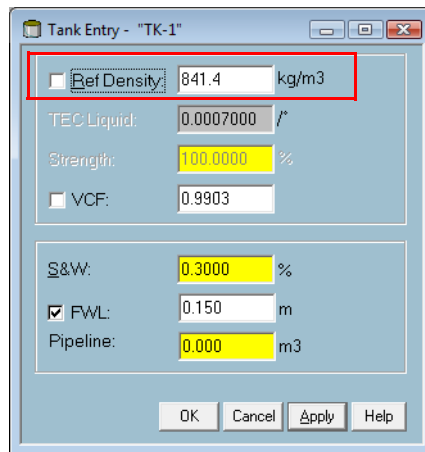 Tank Entry - "TK-1"
Ref Density: 841.4 kg/m3
TEC Liquid: 0.0007000 /°
Strength: 100.0000 %
VCF: 0.9903
S&W: 0.3000 %
FWL: 0.150 m
Pipeline: 0.000 m3
OK Cancel Apply Help